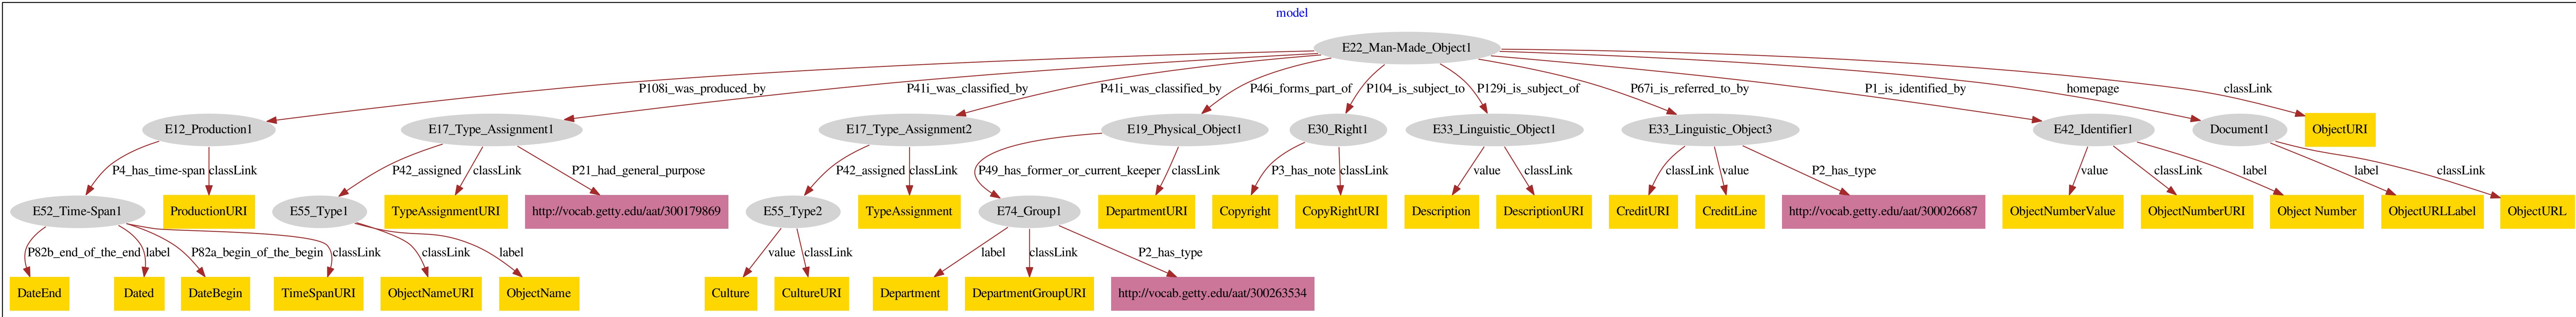 model
E22_Man-Made_Object1
P108i_was_produced_by
P41i_was_classified_by
P41i_was_classified_by
P46i_forms_part_of
P104_is_subject_to
P129i_is_subject_of
P67i_is_referred_to_by
P1_is_identified_by
homepage
classLink
E12_Production1
E17_Type_Assignment1
E17_Type_Assignment2
E19_Physical_Object1
E30_Right1
E33_Linguistic_Object1
E33_Linguistic_Object3
E42_Identifier1
Document1
ObjectURI
P4_has_time-span
classLink
P42_assigned
classLink
P21_had_general_purpose
P42_assigned
classLink
P49_has_former_or_current_keeper
classLink
P3_has_note
classLink
value
classLink
classLink
value
P2_has_type
value
classLink
label
label
classLink
E52_Time-Span1
ProductionURI
E55_Type1
TypeAssignmentURI
http://vocab.getty.edu/aat/300179869
E55_Type2
TypeAssignment
E74_Group1
DepartmentURI
Copyright
CopyRightURI
Description
DescriptionURI
CreditURI
CreditLine
http://vocab.getty.edu/aat/300026687
ObjectNumberValue
ObjectNumberURI
Object Number
ObjectURLLabel
ObjectURL
P82b_end_of_the_end
label
P82a_begin_of_the_begin
classLink
classLink
label
value
classLink
label
classLink
P2_has_type
DateEnd
Dated
DateBegin
TimeSpanURI
ObjectNameURI
ObjectName
Culture
CultureURI
Department
DepartmentGroupURI
http://vocab.getty.edu/aat/300263534